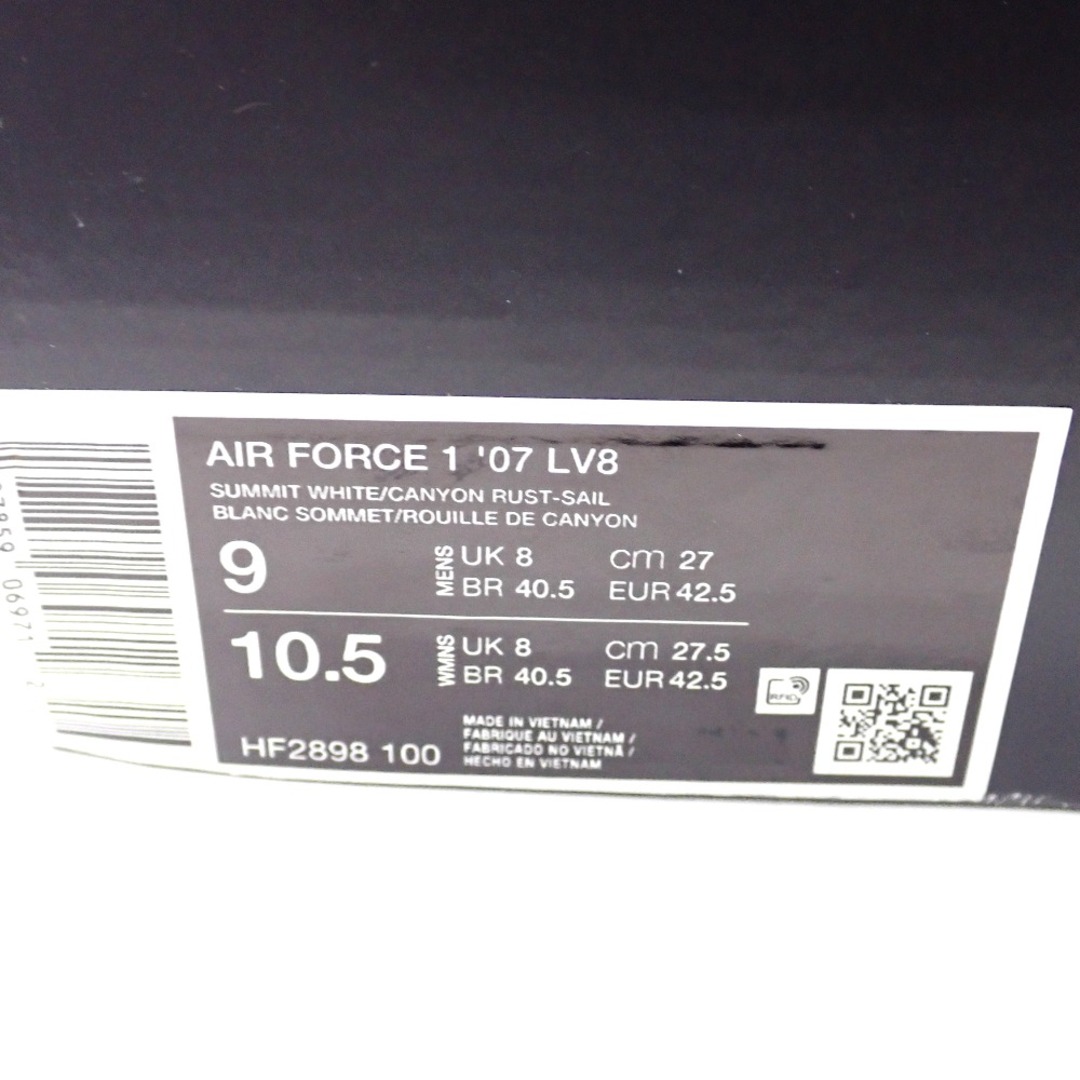 AIR FORCE 1 '07 LV8
SUMMIT WHITE/CANYON RUST-SAIL
BLANC SOMMET/ROUILLE DE CANYON
9 MENS UK 8 cm 27
BR 40.5 EUR 42.5
10.5 WMNS UK 8 cm 27.5
BR 40.5 EUR 42.5
RFID
HF2898 100
MADE IN VIETNAM /
FABRIQUE AU VIETNAM /
FABRICADO NO VIETNÃ /
HECHO EN VIETNAM
06971